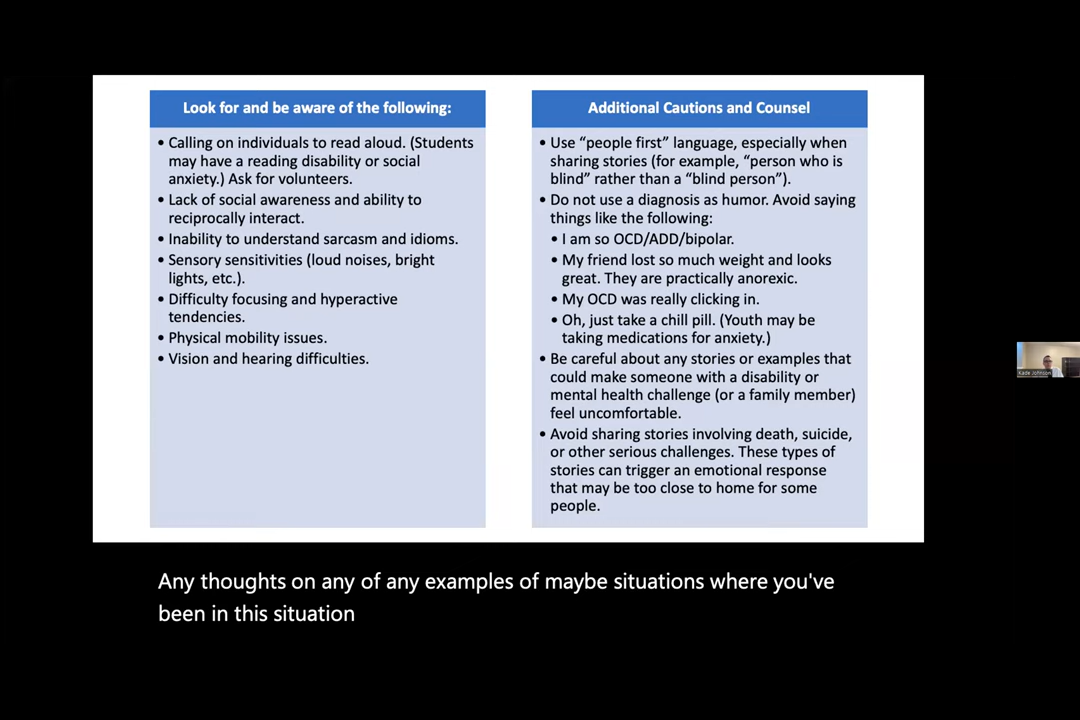 Look for and be aware of the following:
• Calling on individuals to read aloud. (Students
may have a reading disability or social
anxiety.) Ask for volunteers.
• Lack of social awareness and ability to
reciprocally interact.
• Inability to understand sarcasm and idioms.
• Sensory sensitivities (loud noises, bright
lights, etc.).
• Difficulty focusing and hyperactive
tendencies.
• Physical mobility issues.
• Vision and hearing difficulties.
Additional Cautions and Counsel
• Use “people first” language, especially when
sharing stories (for example, “person who is
blind” rather than a “blind person”).
• Do not use a diagnosis as humor. Avoid saying
things like the following:
• I am so OCD/ADD/bipolar.
• My friend lost so much weight and looks
great. They are practically anorexic.
• My OCD was really clicking in.
• Oh, just take a chill pill. (Youth may be
taking medications for anxiety.)
• Be careful about any stories or examples that
could make someone with a disability or
mental health challenge (or a family member)
feel uncomfortable.
• Avoid sharing stories involving death, suicide,
or other serious challenges. These types of
stories can trigger an emotional response
that may be too close to home for some
people.
Kade Johnson
Any thoughts on any of any examples of maybe situations where you've
been in this situation